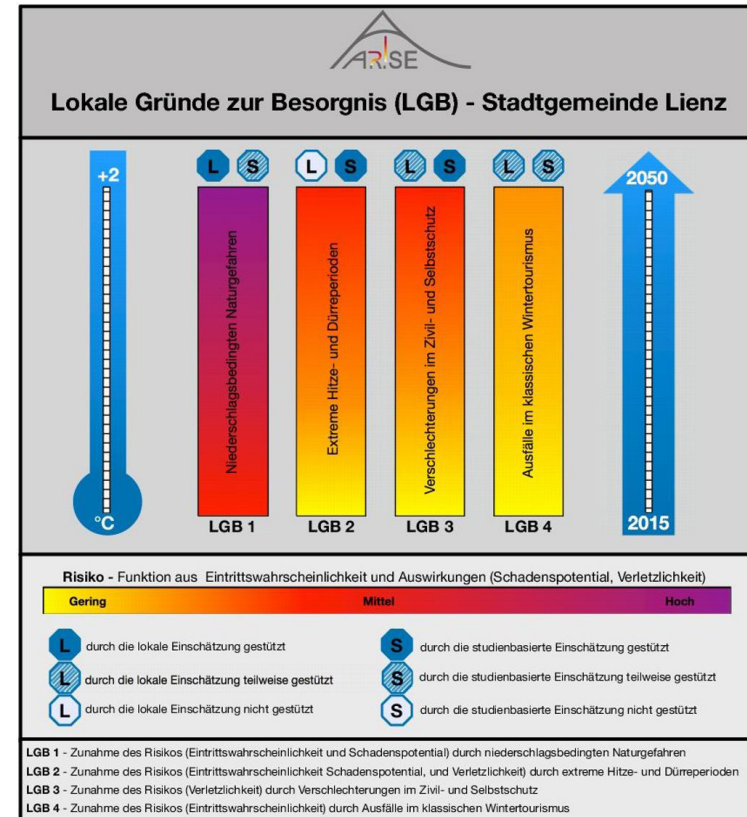 ARISE
Lokale Gründe zur Besorgnis (LGB) - Stadtgemeinde Lienz
+2
L S L S L S L S
2050
Niederschlagsbedingten Naturgefahren
Extreme Hitze- und Dürreperioden
Verschlechterungen im Zivil- und Selbstschutz
Ausfälle im klassischen Wintertourismus
°C
LGB 1 LGB 2 LGB 3 LGB 4
2015
Risiko - Funktion aus Eintrittswahrscheinlichkeit und Auswirkungen (Schadenspotential, Verletzlichkeit)
Gering Mittel Hoch
L durch die lokale Einschätzung gestützt
S durch die studienbasierte Einschätzung gestützt
L durch die lokale Einschätzung teilweise gestützt
S durch die studienbasierte Einschätzung teilweise gestützt
L durch die lokale Einschätzung nicht gestützt
S durch die studienbasierte Einschätzung nicht gestützt
LGB 1 - Zunahme des Risikos (Eintrittswahrscheinlichkeit und Schadenspotential) durch niederschlagsbedingten Naturgefahren
LGB 2 - Zunahme des Risikos (Eintrittswahrscheinlichkeit Schadenspotential, und Verletzlichkeit) durch extreme Hitze- und Dürreperioden
LGB 3 - Zunahme des Risikos (Verletzlichkeit) durch Verschlechterungen im Zivil- und Selbstschutz
LGB 4 - Zunahme des Risikos (Eintrittswahrscheinlichkeit) durch Ausfälle im klassischen Wintertourismus